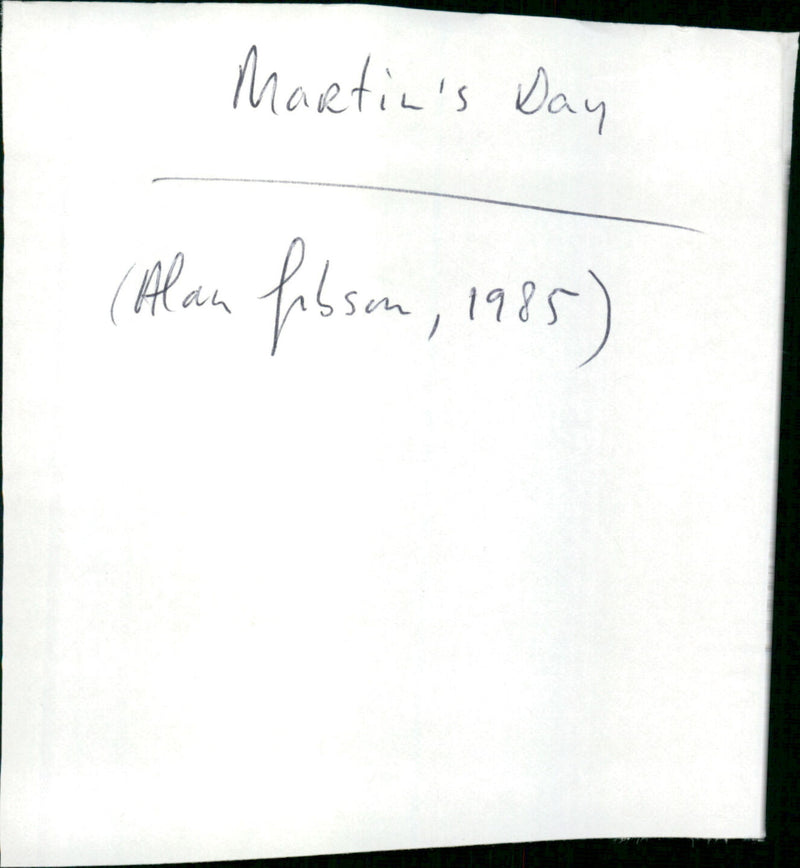 Martin's Day
(Alan Gibson, 1985)